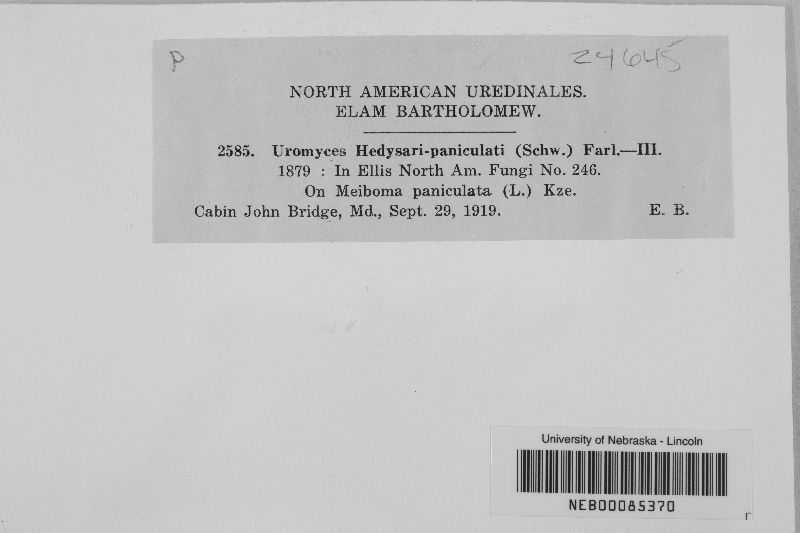 P 24645
NORTH AMERICAN UREDINALES.
ELAM BARTHOLOMEW.
2585. Uromyces Hedysari-paniculati (Schw.) Farl.—III.
1879 : In Ellis North Am. Fungi No. 246.
On Meiboma paniculata (L.) Kze.
Cabin John Bridge, Md., Sept. 29, 1919. E. B.
University of Nebraska - Lincoln
NEB00085370